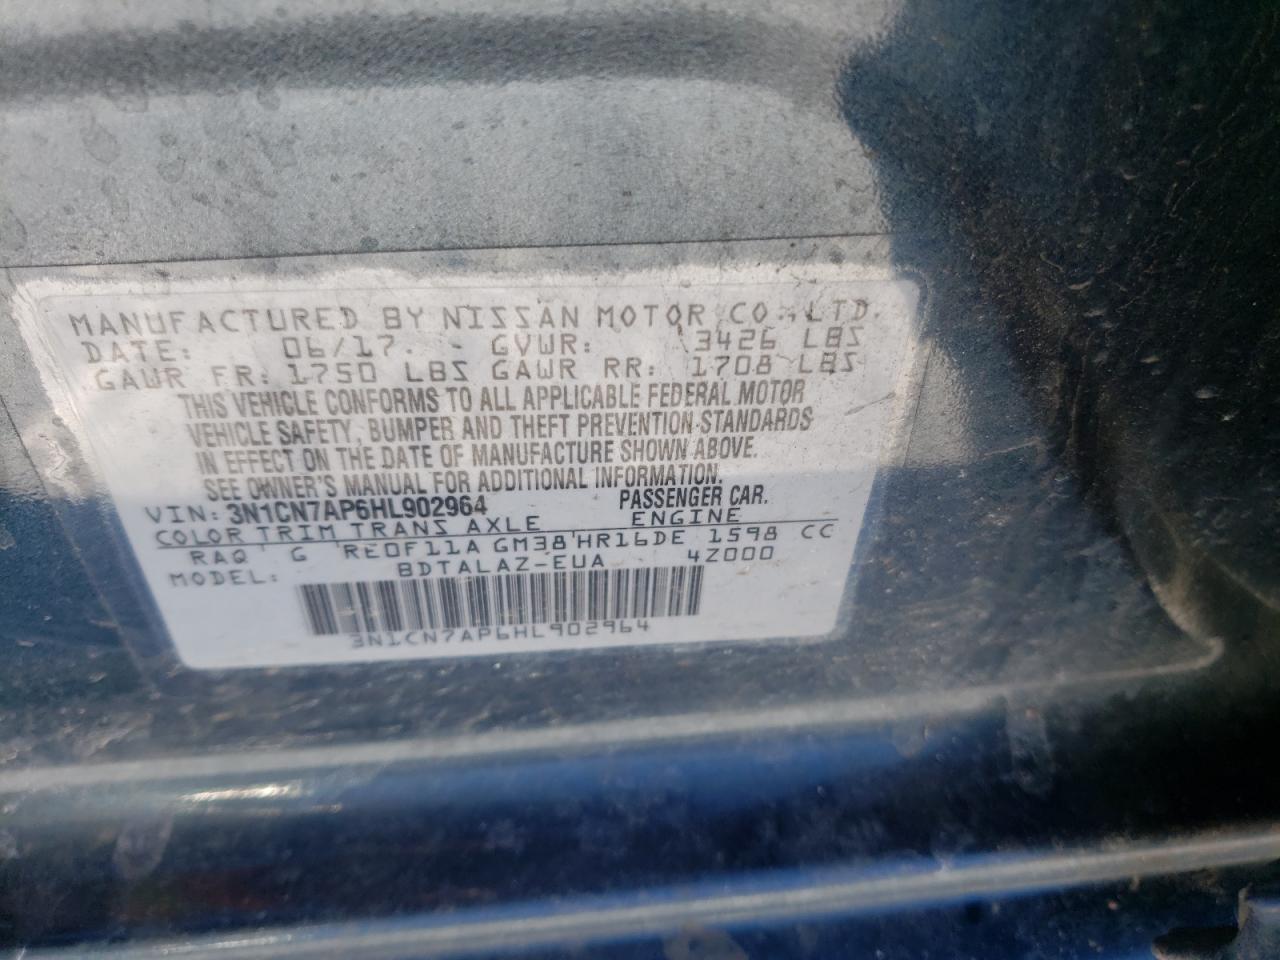 MANUFACTURED BY NISSAN MOTOR CO., LTD.
DATE: 06/17. GVWR: 3426 LBS
GAWR FR: 1750 LBS GAWR RR: 1708 LBS
THIS VEHICLE CONFORMS TO ALL APPLICABLE FEDERAL MOTOR
VEHICLE SAFETY, BUMPER AND THEFT PREVENTION STANDARDS
IN EFFECT ON THE DATE OF MANUFACTURE SHOWN ABOVE.
SEE OWNER'S MANUAL FOR ADDITIONAL INFORMATION.
VIN: 3N1CN7AP6HL902964 PASSENGER CAR.
COLOR TRIM TRANS AXLE ENGINE
RAQ G RE0F11A GM38 HR16DE 1598 CC
MODEL: BDTALAZ-EUA 4Z000
3N1CN7AP6HL902964